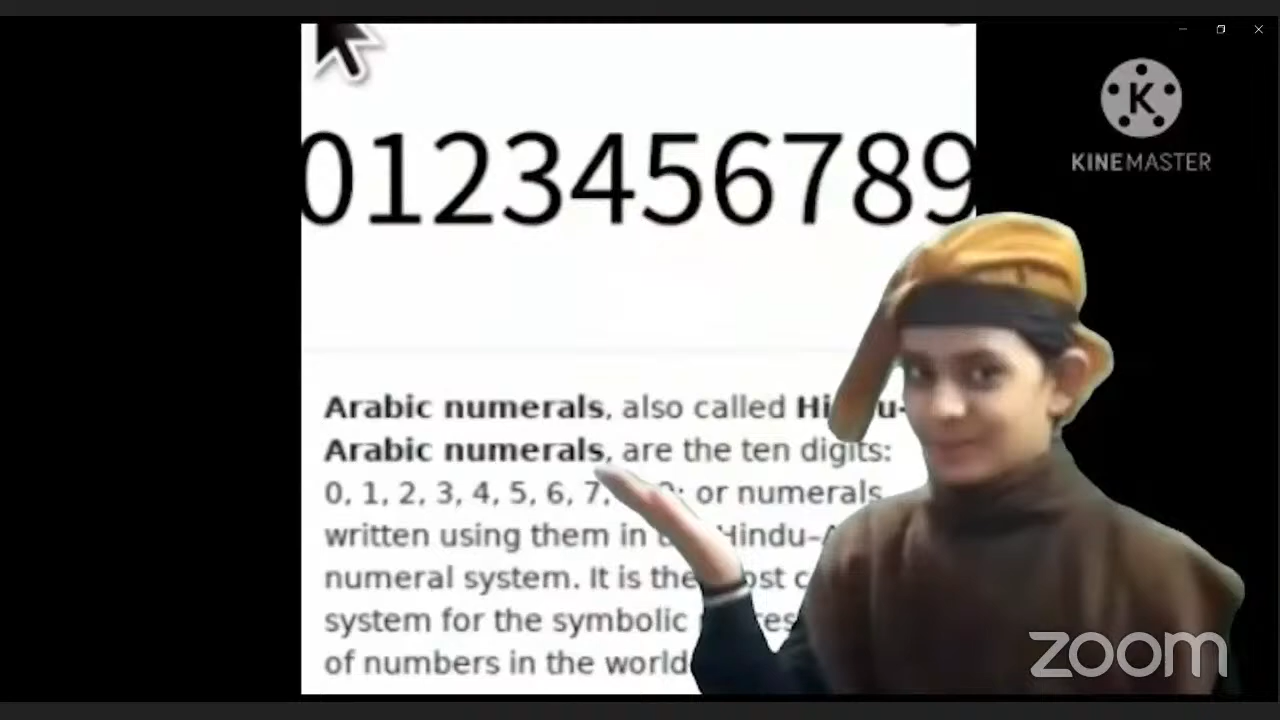 0123456789
KINEMASTER
Arabic numerals, also called
Arabic numerals, are the ten digits:
0, 1, 2, 3, 4, 5, 6, 7, or numerals
written using them in
numeral system. It is the
system for the symbolic
of numbers in the world
zoom